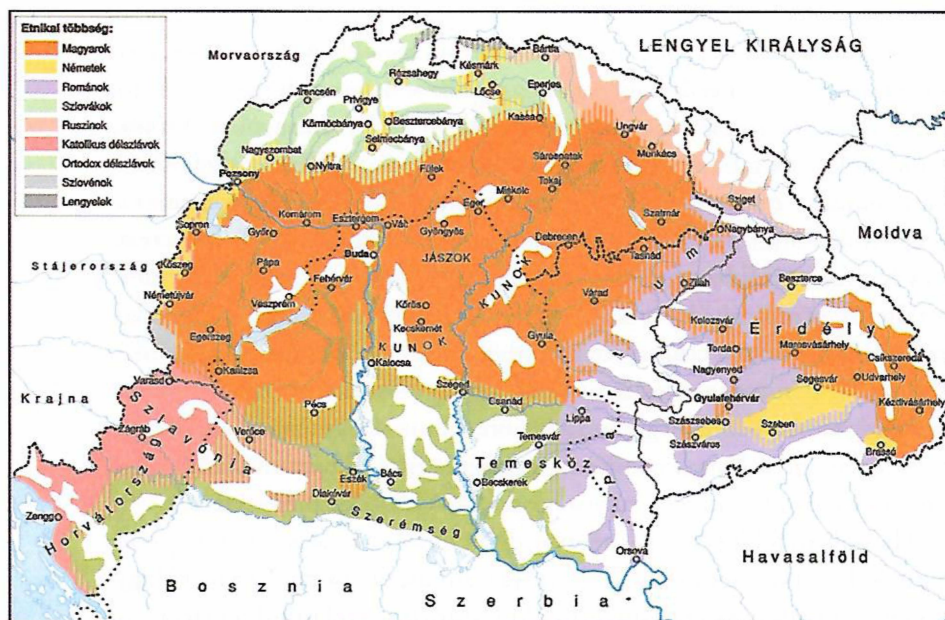 Etnikai többség:
Magyarok
Németek
Románok
Szlovákok
Ruszinok
Katolikus délszlávok
Ortodox délszlávok
Szlovének
Lengyelek
Morvaország
LENGYEL KIRÁLYSÁG
Bártfa
Késmárk
Rózsahegy
Lőcse
Eperjes
Trencsén
Privigye
Körmöcbánya
Besztercebánya
Kassa
Selmecbánya
Ungvár
Nagyszombat
Nyitra
Munkács
Sárospatak
Fülek
Pozsony
Tokaj
Miskolc
Eger
Sziget
Sopron
Komárom
Esztergom
Vác
Gyöngyös
Szatmár
Nagybánya
Győr
Debrecen
Moldva
Buda
Tasnád
JÁSZOK
KUNOK
Stájerország
Kőszeg
Pápa
Fehérvár
Zilah
Beszterce
Németújvár
Veszprém
Várad
Kőrös
Kecskemét
Kolozsvár
Erdély
Egerszeg
Gyula
Torda
Marosvásárhely
KUNOK
Csíkszereda
Kanizsa
Kalocsa
Udvarhely
Varasd
Nagyenyed
Segesvár
Szeged
Krajna
Pécs
Csanád
Lippa
Gyulafehérvár
Kézdivásárhely
Szlavónia
Szászsebes
Zágráb
Verőce
Szeben
Temesvár
Szászváros
Brassó
Temesköz
Partium
Eszék
Bács
Becskerek
Diakóvár
Zengg
Horvátország
Szerémség
Orsova
Havasalföld
Bosznia
Szerbia